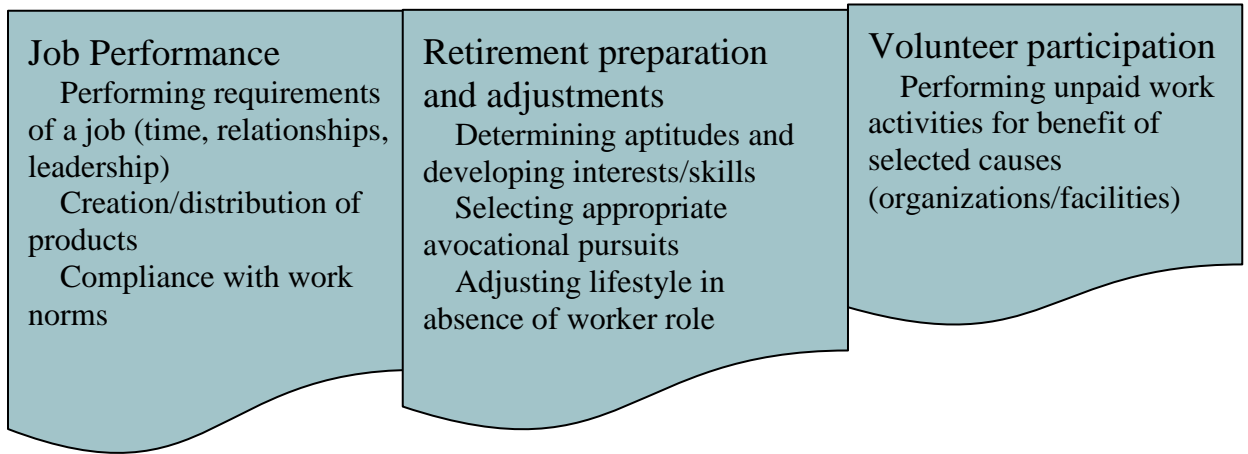 Job Performance
Performing requirements
of a job (time, relationships,
leadership)
Creation/distribution of
products
Compliance with work
norms
Retirement preparation
and adjustments
Determining aptitudes and
developing interests/skills
Selecting appropriate
avocational pursuits
Adjusting lifestyle in
absence of worker role
Volunteer participation
Performing unpaid work
activities for benefit of
selected causes
(organizations/facilities)